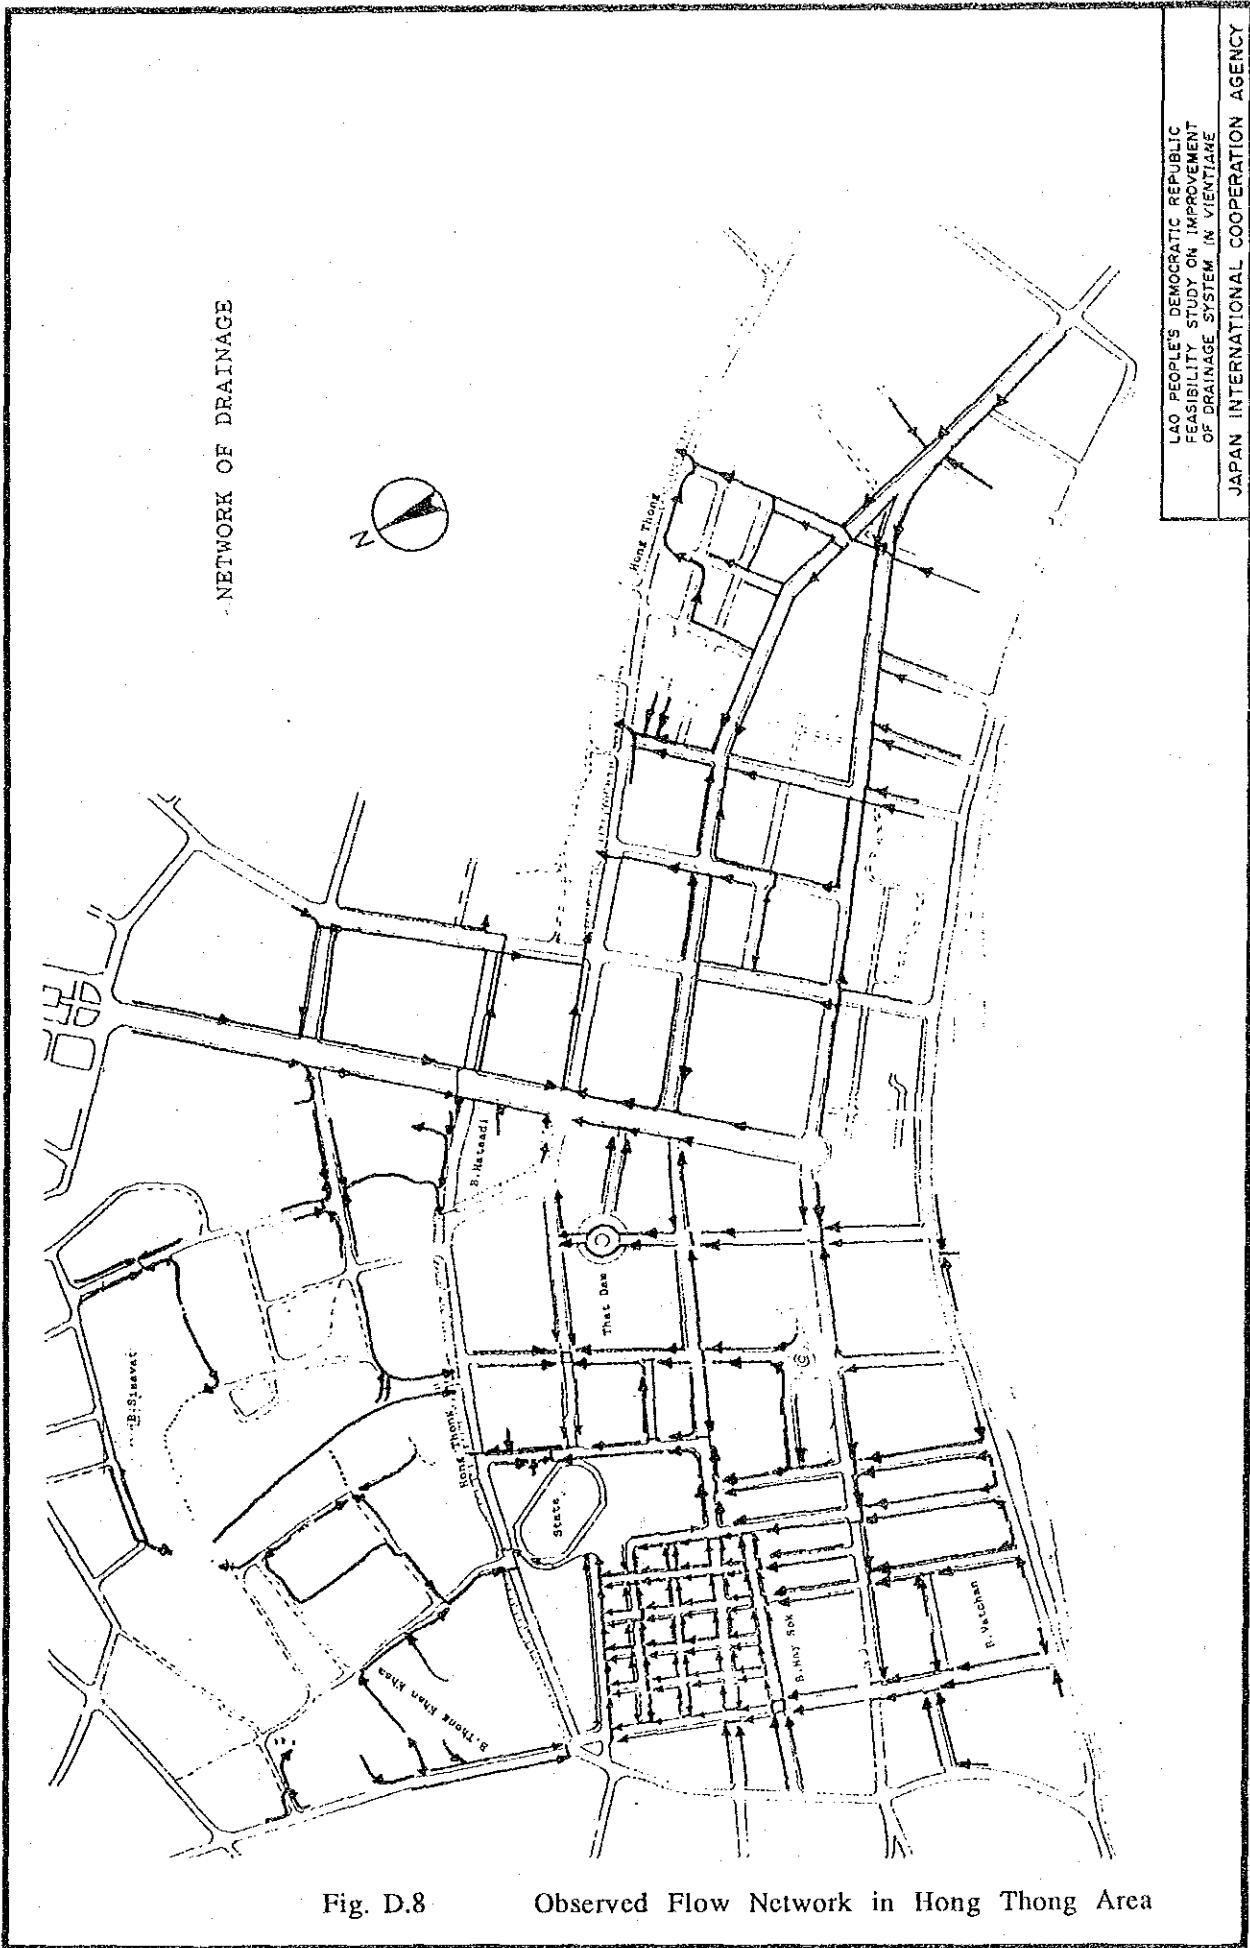 NETWORK OF DRAINAGE
N
LAO PEOPLE'S DEMOCRATIC REPUBLIC
FEASIBILITY STUDY ON IMPROVEMENT
OF DRAINAGE SYSTEM IN VIENTIANE
JAPAN INTERNATIONAL COOPERATION AGENCY
Hong Thong
B.Hatsadi
That Dam
B.Sisavat
Hong Thong
State
B.Hay Sok
B.Vatchan
B.Thong Khan Kham
Fig. D.8 Observed Flow Network in Hong Thong Area